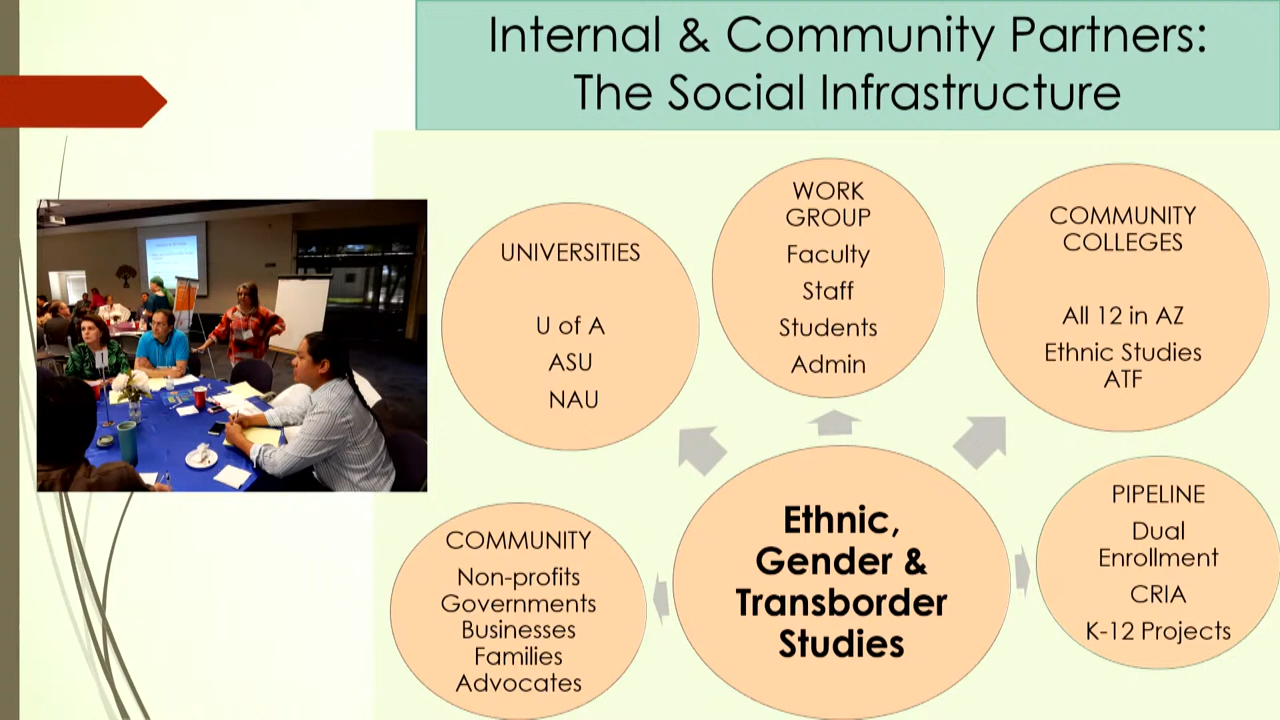 Internal & Community Partners:
The Social Infrastructure
UNIVERSITIES
U of A
ASU
NAU
WORK
GROUP
Faculty
Staff
Students
Admin
COMMUNITY
COLLEGES
All 12 in AZ
Ethnic Studies
ATF
COMMUNITY
Non-profits
Governments
Businesses
Families
Advocates
Ethnic,
Gender &
Transborder
Studies
PIPELINE
Dual
Enrollment
CRIA
K-12 Projects